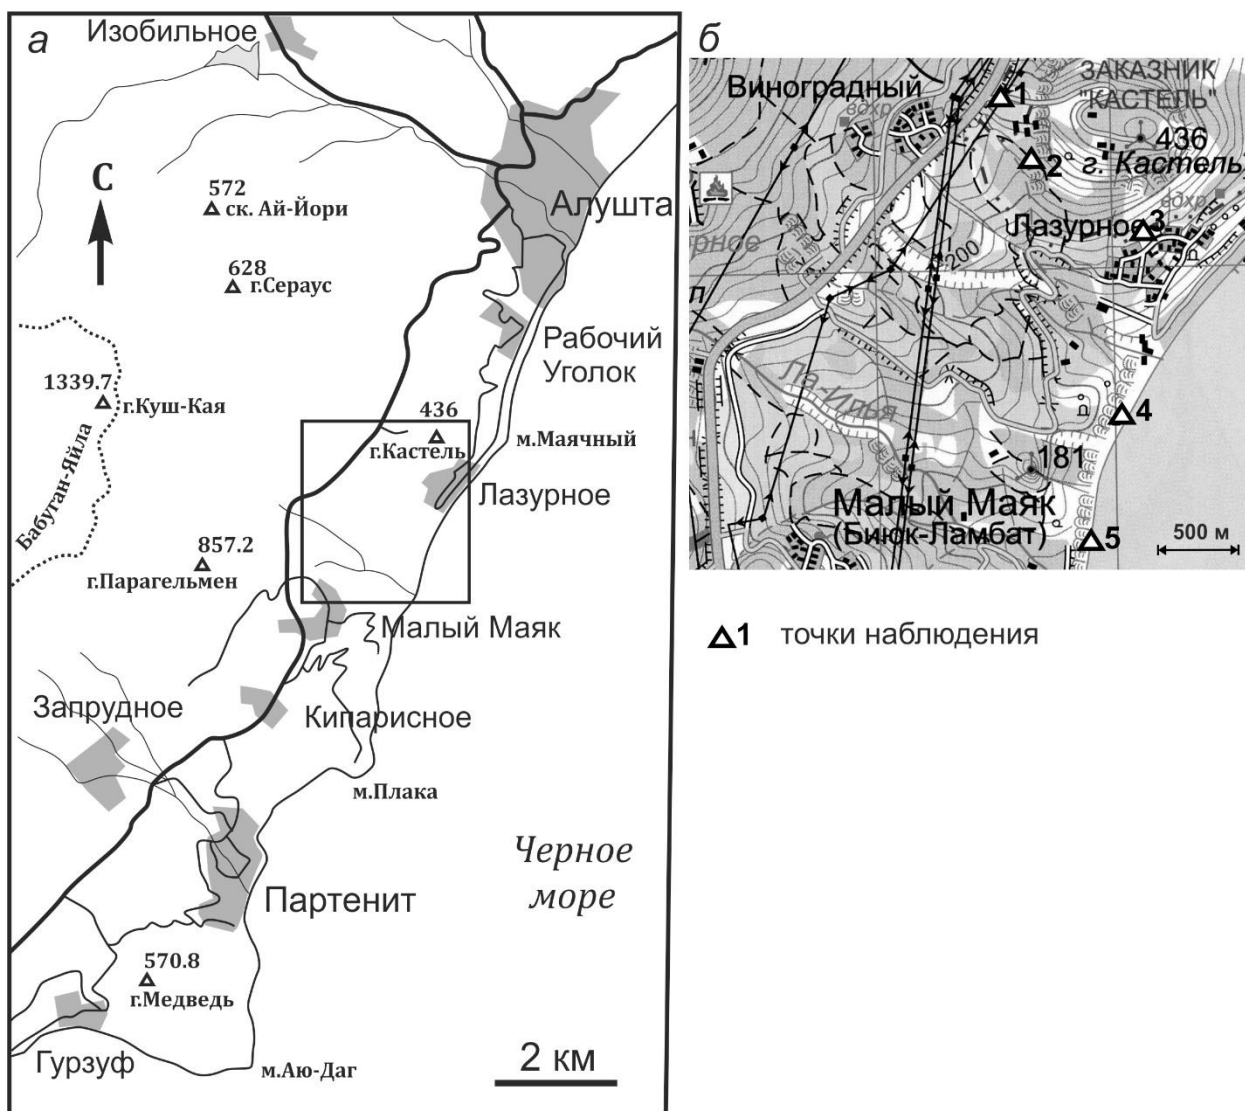 а
Изобильное
С
572
ск. Ай-Йори
Алушта
628
г.Сераус
Рабочий
Уголок
1339.7
г.Куш-Кая
436
г.Кастель
м.Маячный
Бабутан-Яйла
Лазурное
857.2
г.Парагельмен
Малый Маяк
Запрудное
Кипарисное
м.Плака
Черное
море
Партенит
570.8
г.Медведь
Гурзуф
м.Аю-Даг
2 км
б
ЗАКАЗНИК
"КАСТЕЛЬ"
Виноградный
вдхр.
1
436
2
г. Кастель
вдхр.
Лазурное
3
200
Ла-Илья
4
181
Малый Маяк
(Биюк-Ламбат)
5
500 м
1 точки наблюдения